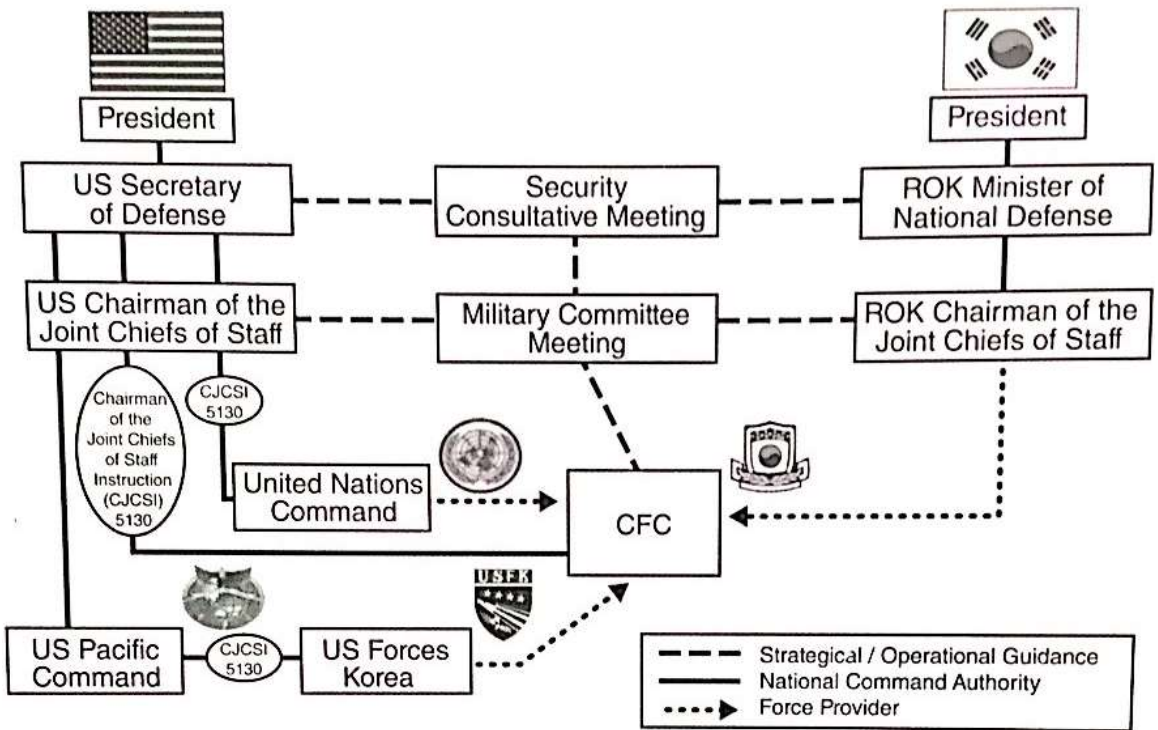 President
President
US Secretary
of Defense
Security
Consultative Meeting
ROK Minister of
National Defense
US Chairman of the
Joint Chiefs of Staff
Military Committee
Meeting
ROK Chairman of the
Joint Chiefs of Staff
Chairman
of the
Joint Chiefs
of Staff
Instruction
(CJCSI)
5130
CJCSI
5130
United Nations
Command
CFC
USFK
US Pacific
Command
CJCSI
5130
US Forces
Korea
Strategical / Operational Guidance
National Command Authority
Force Provider